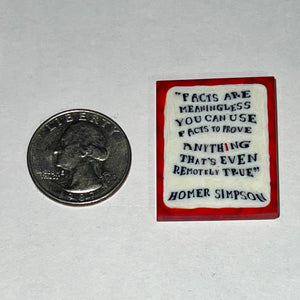 LIBERTY
"FACTS ARE
MEANINGLESS
YOU CAN USE
FACTS TO PROVE
ANYTHING
THAT'S EVEN
REMOTELY TRUE"
HOMER SIMPSON